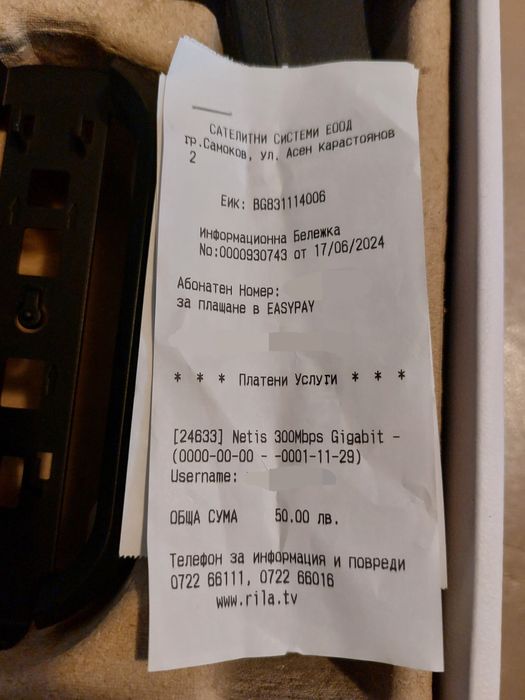 САТЕЛИТНИ СИСТЕМИ ЕООД
гр.Самоков, ул. Асен Карастоянов
2
Еик: BG831114006
Информационна Бележка
No:0000930743 от 17/06/2024
Абонатен Номер:
за плащане в EASYPAY
* * * Платени Услуги * * *
[24633] Netis 300Mbps Gigabit -
(0000-00-00 - -0001-11-29)
Username:
ОБЩА СУМА 50.00 лв.
Телефон за информация и повреди
0722 66111, 0722 66016
www.rila.tv